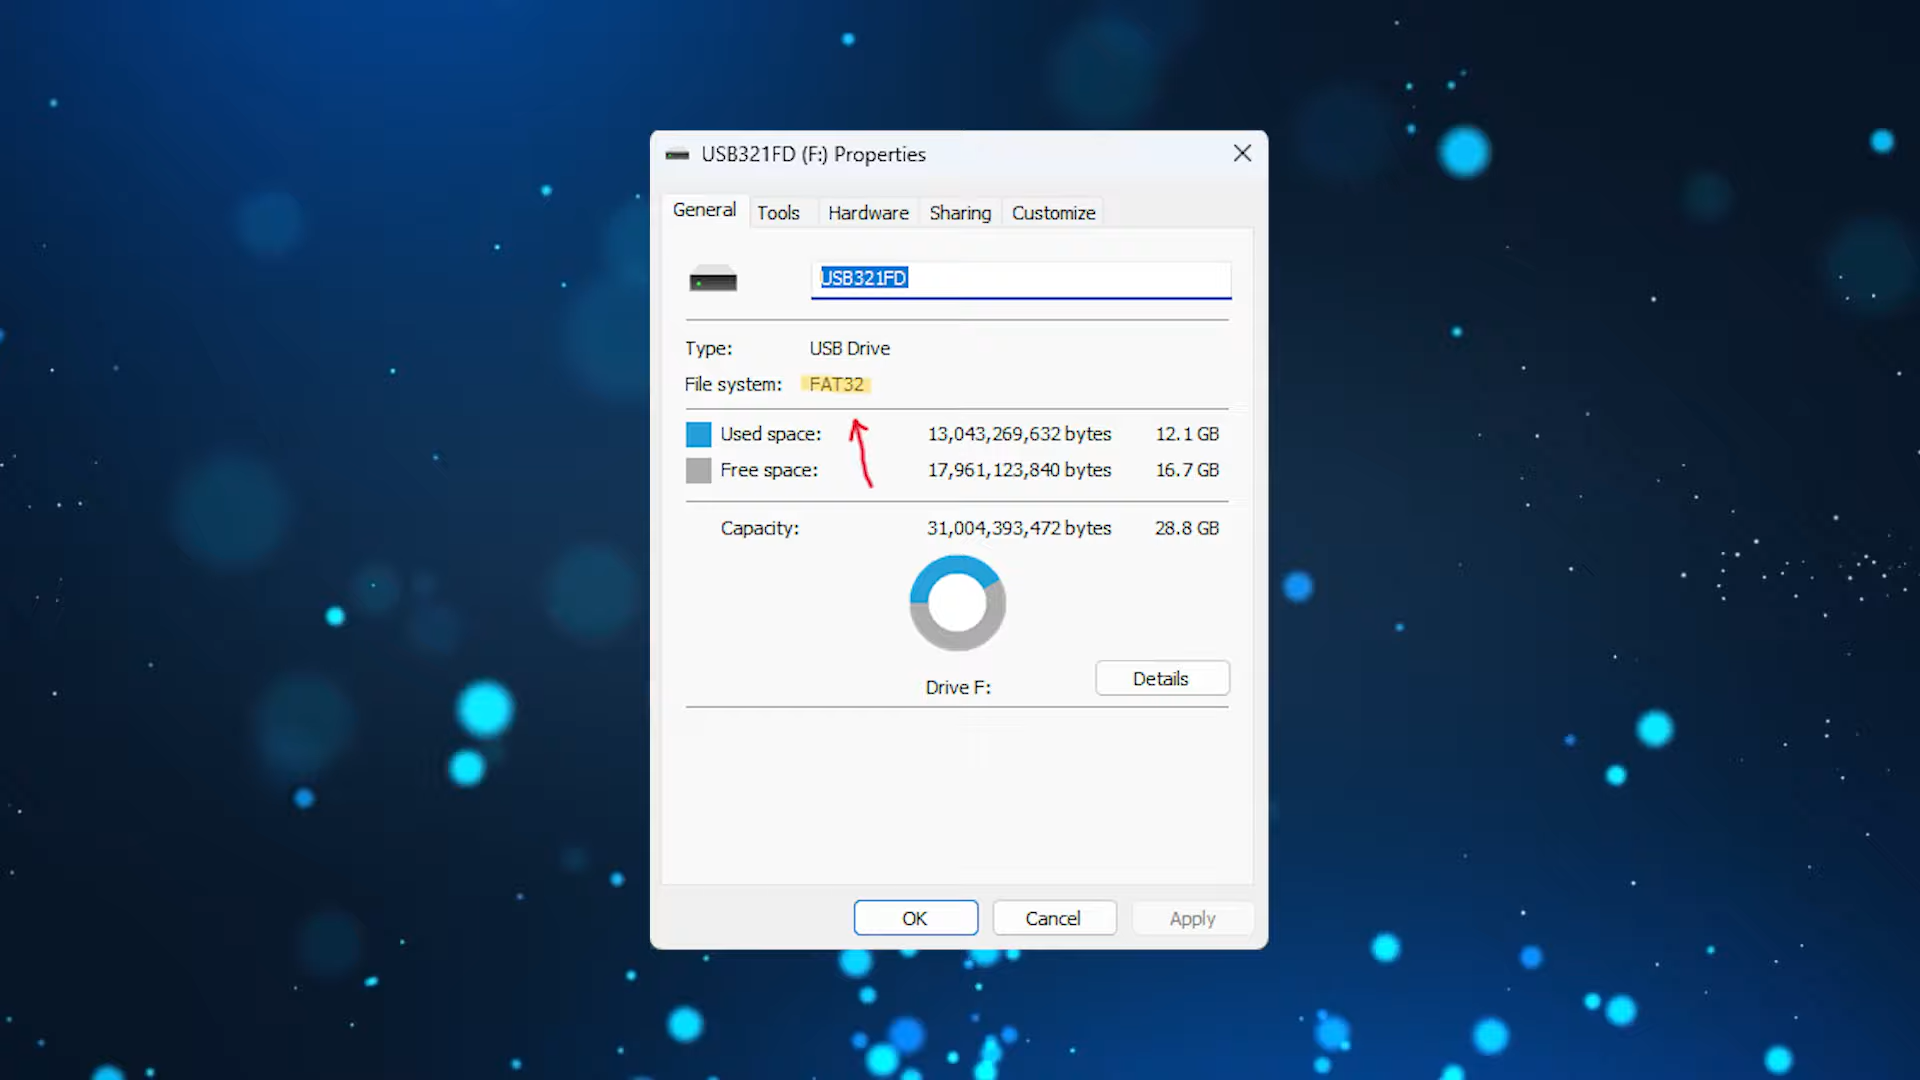 USB321FD (F:) Properties
General Tools Hardware Sharing Customize
USB321FD
Type: USB Drive
File system: FAT32
Used space: 13,043,269,632 bytes 12.1 GB
Free space: 17,961,123,840 bytes 16.7 GB
Capacity: 31,004,393,472 bytes 28.8 GB
Drive F:
Details
OK Cancel Apply